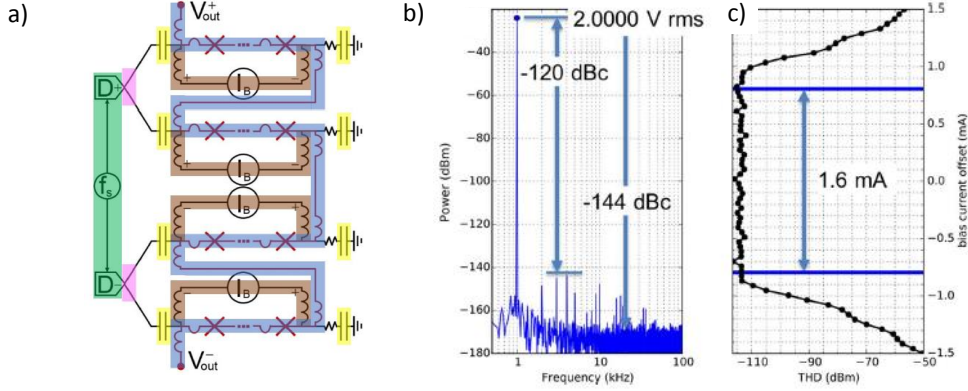 a)
V+out
D+
fs
D−
+
IB
−
+
IB
−
−
IB
+
−
IB
+
V−out
b)
2.0000 V rms
−120 dBc
−144 dBc
Power (dBm)
−40
−60
−80
−100
−120
−140
−160
−180
1
10
100
Frequency (kHz)
c)
1.6 mA
1.5
1.0
0.5
0.0
−0.5
−1.0
−1.5
bias current offset (mA)
−110
−90
−70
−50
THD (dBm)